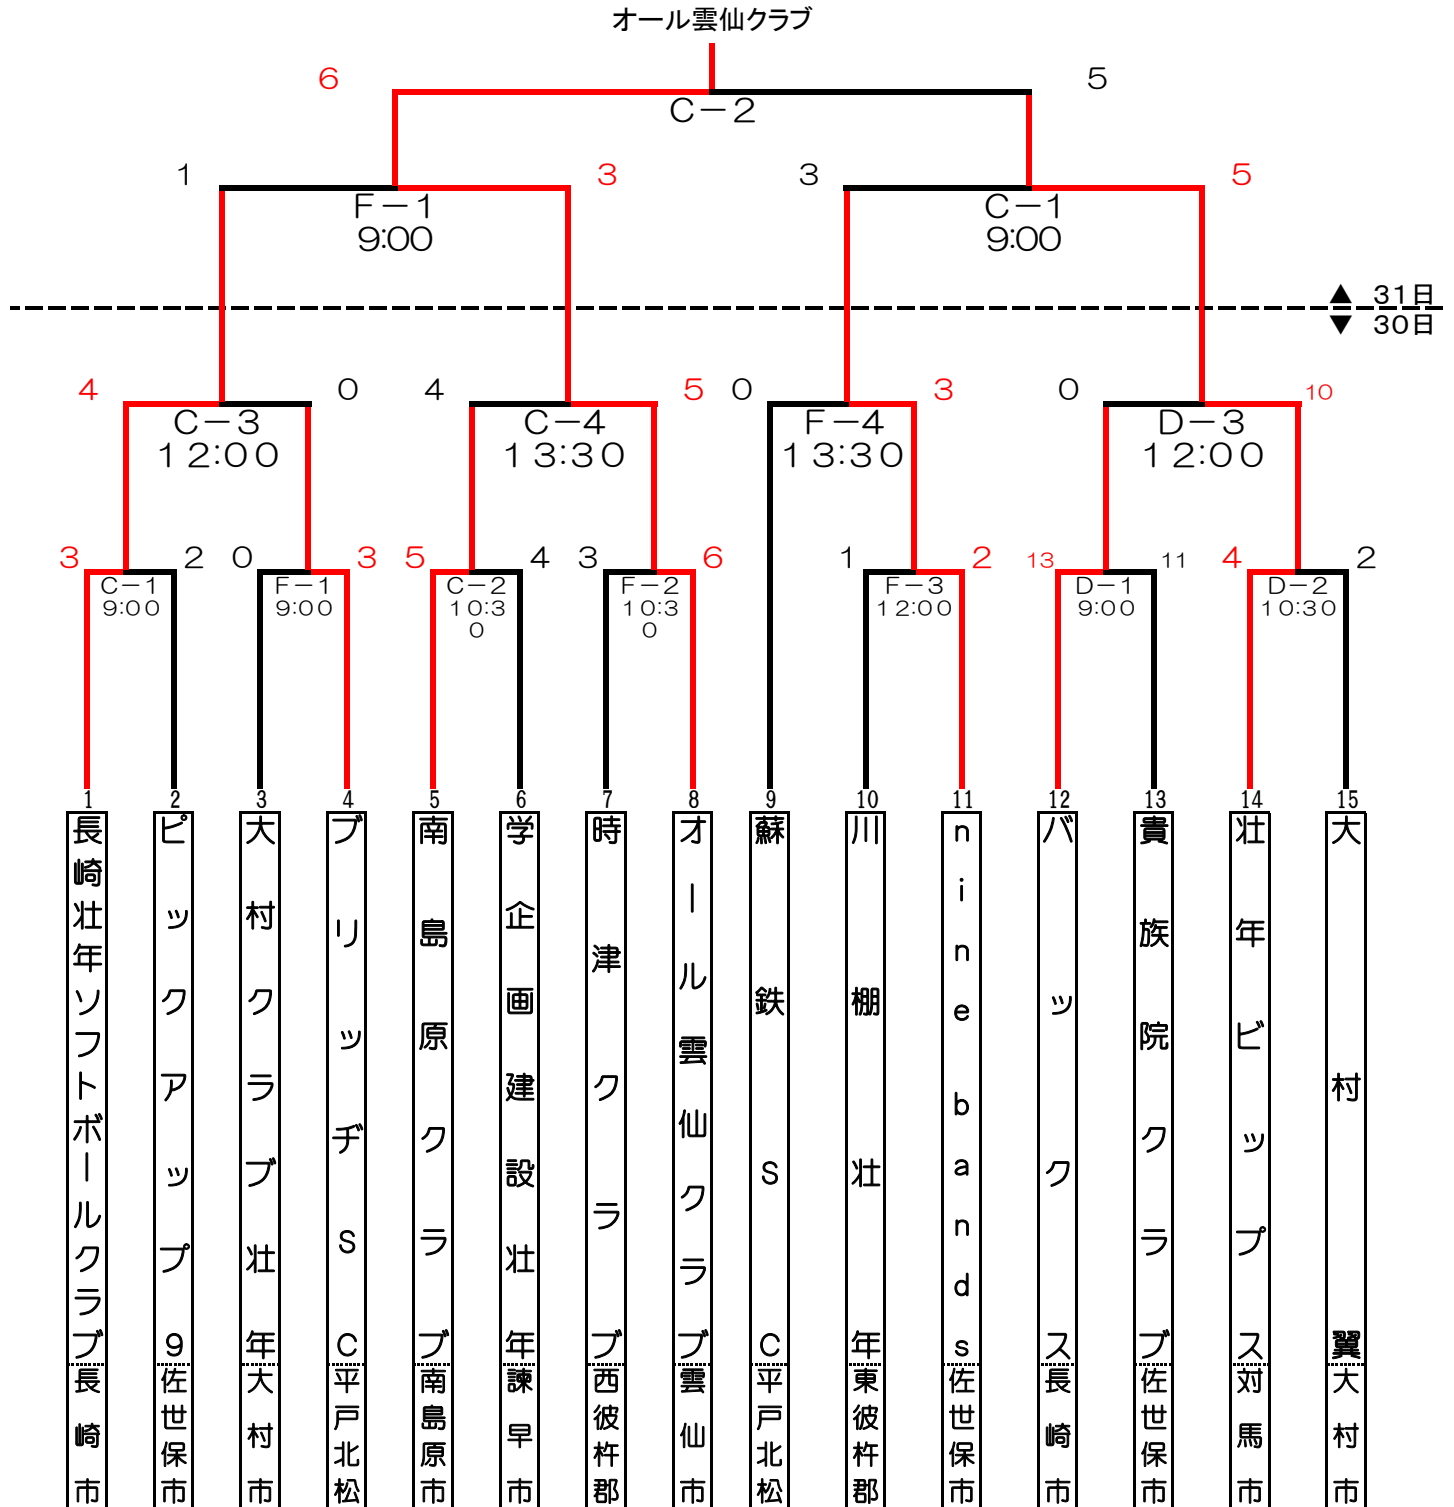 オール雲仙クラブ
6 5
C－2
1 3 3 5
F－1 C－1
9:00 9:00
▲ 31日
▼ 30日
4 0 4 5 0 3 0 10
C－3 C－4 F－4 D－3
12:00 13:30 13:30 12:00
3 2 0 3 5 4 3 6 1 2 13 11 4 2
C－1 F－1 C－2 F－2 F－3 D－1 D－2
9:00 9:00 10:3 10:3 12:00 9:00 10:30
0 0
1 2 3 4 5 6 7 8 9 10 11 12 13 14 15
長崎壮年ソフトボールクラブ
長崎市
ピックアップ9
佐世保市
大村クラブ壮年
大村市
ブリッヂSC
平戸北松
南島原クラブ
南島原市
学企画建設壮年
諫早市
時津クラブ
西彼杵郡
オール雲仙クラブ
雲仙市
蘇鉄SC
平戸北松
川棚壮年
東彼杵郡
ninebands
佐世保市
バックス
長崎市
貴族院クラブ
佐世保市
壮年ビップス
対馬市
大村翼
大村市